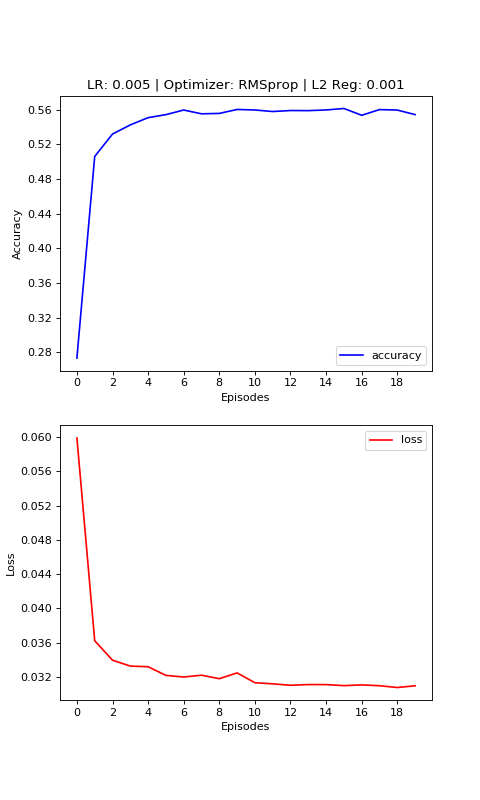 LR: 0.005 | Optimizer: RMSprop | L2 Reg: 0.001
0.56
0.52
0.48
0.44
0.40
0.36
0.32
0.28
Accuracy
accuracy
0 2 4 6 8 10 12 14 16 18
Episodes
loss
0.060
0.056
0.052
0.048
0.044
0.040
0.036
0.032
Loss
0 2 4 6 8 10 12 14 16 18
Episodes